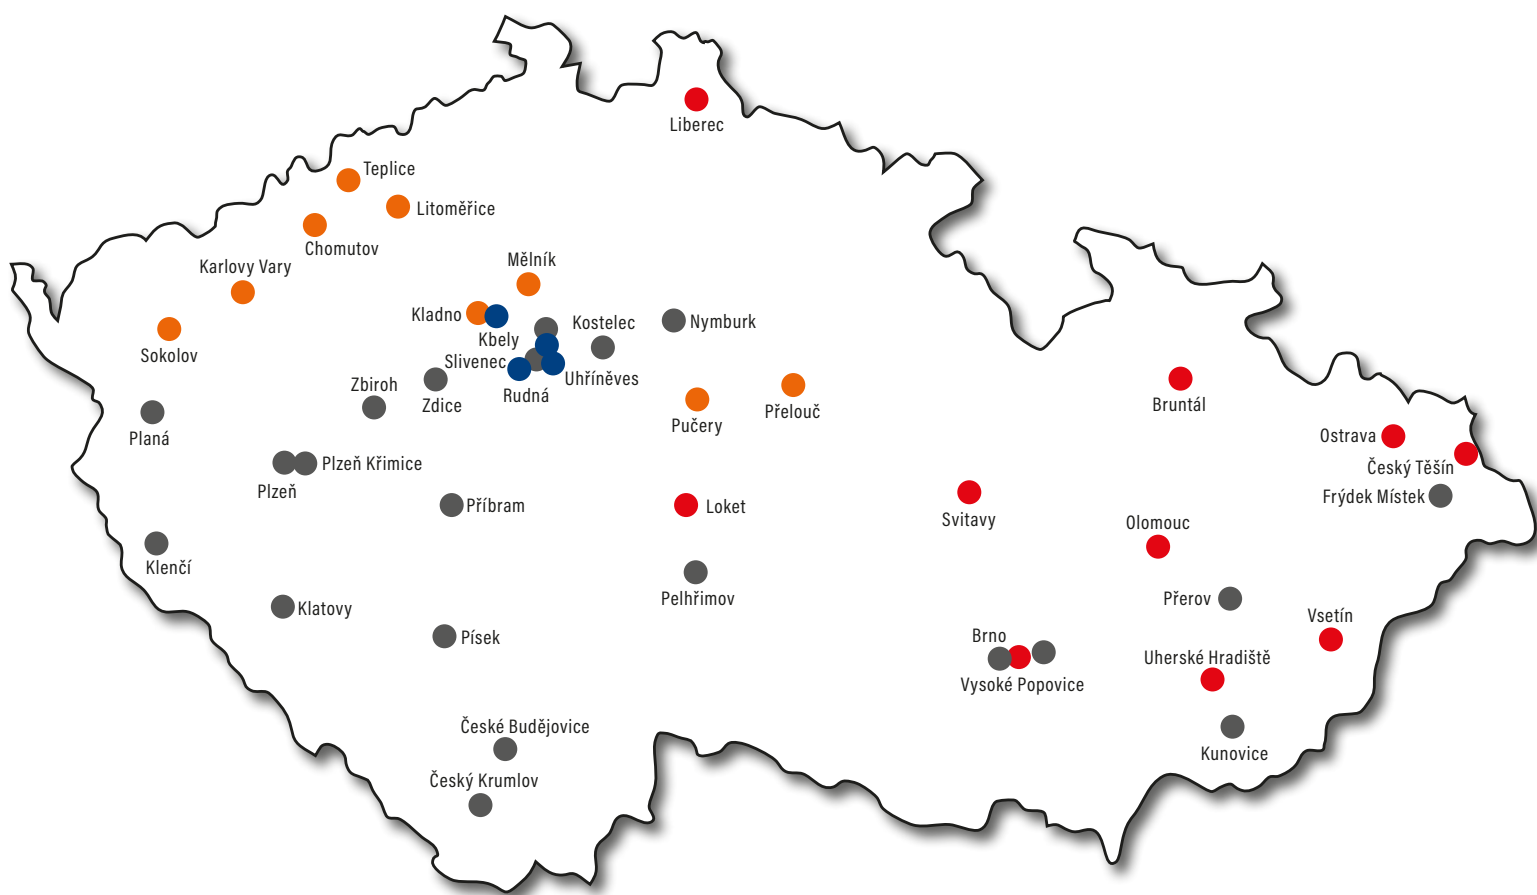 Liberec
Teplice
Litoměřice
Chomutov
Karlovy Vary
Mělník
Kladno
Kostelec
Nymburk
Kbely
Sokolov
Slivenec
Uhříněves
Zbiroh
Rudná
Zdice
Přelouč
Bruntál
Pučery
Planá
Ostrava
Český Těšín
Plzeň Křimice
Plzeň
Frýdek Místek
Příbram
Loket
Svitavy
Olomouc
Klenčí
Pelhřimov
Přerov
Klatovy
Vsetín
Písek
Brno
Uherské Hradiště
Vysoké Popovice
České Budějovice
Kunovice
Český Krumlov